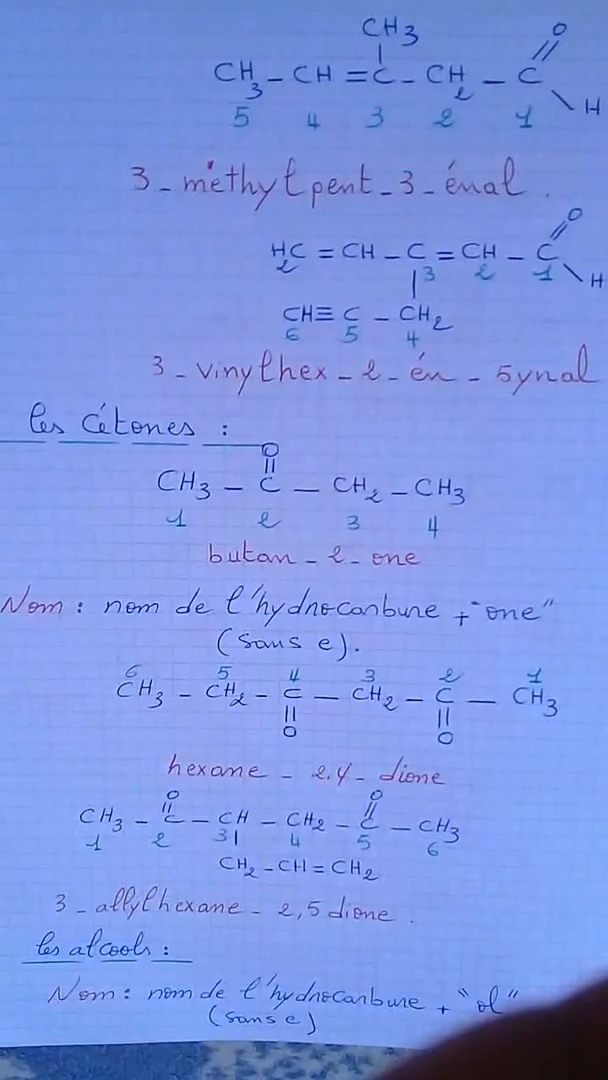 CH3
O
CH3 - CH = C - CH2 - C
H
5 4 3 2 1
3 - méthylpent - 3 - énal .
O
H2C = CH - C = CH - C
3 2 1
H
CH ≡ C - CH2
6 5 4
3 - vinylhex - 2 - én - 5ynal
les Cétones :
O
CH3 - C - CH2 - CH3
1 2 3 4
butan - 2 - one
Nom : nom de l'hydrocarbure + "one"
(sans e).
6 5 4 3 2 1
CH3 - CH2 - C - CH2 - C - CH3
O O
hexane - 2,4 - dione
O O
CH3 - C - CH - CH2 - C - CH3
1 2 3 4 5 6
CH2 - CH = CH2
3 - allylhexane - 2,5 dione .
les alcools :
Nom : nom de l'hydrocarbure + "ol"
(sans e)